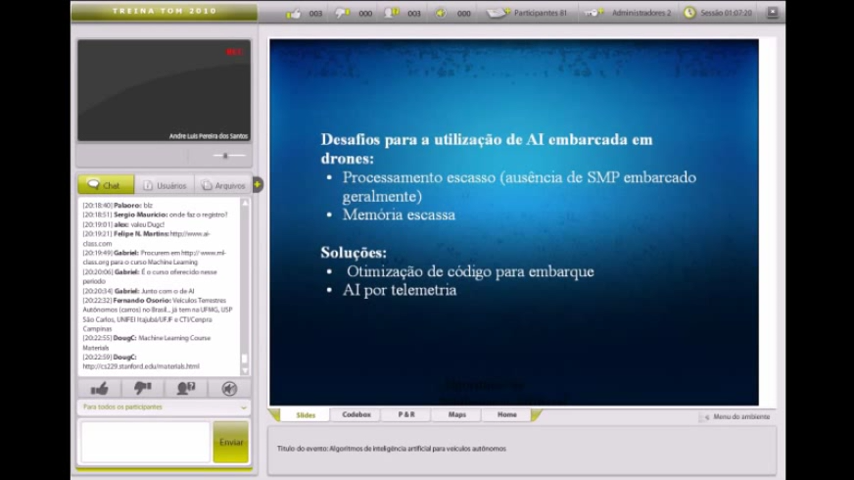 TREINA TOM 2010
003
000
003
000
Participantes 81
Administradores 2
Sessão 01:07:20
Andre Luis Pereira dos Santos
Chat
Usuários
Arquivos
[20:18:40] Palaoro: blz
[20:18:51] Sergio Mauricio: onde faz o registro?
[20:19:01] alex: valeu Dugc!
[20:19:21] Felipe N. Martins: http://www.ai-
class.com
[20:19:49] Gabriel: Procurem em http:// www.ml-
class.org para o curso Machine Learning
[20:20:06] Gabriel: É o curso oferecido nesse
período
[20:20:34] Gabriel: Junto com o de AI
[20:22:32] Fernando Osorio: Veículos Terrestres
Autônomos (carros) no Brasil... já tem na UFMG, USP
São Carlos, UNIFEI Itajubá/UFJF e CTI/Cenpra
Campinas
[20:22:55] DougC: Machine Learning Course
Materials
[20:22:59] DougC:
http://cs229.stanford.edu/materials.html
Para todos os participantes
Enviar
Desafios para a utilização de AI embarcada em
drones:
• Processamento escasso (ausência de SMP embarcado
geralmente)
• Memória escassa
Soluções:
• Otimização de código para embarque
• AI por telemetria
Slides
Codebox
P & R
Maps
Home
Menu do ambiente
Titulo do evento: Algoritmos de inteligência artificial para veículos autônomos